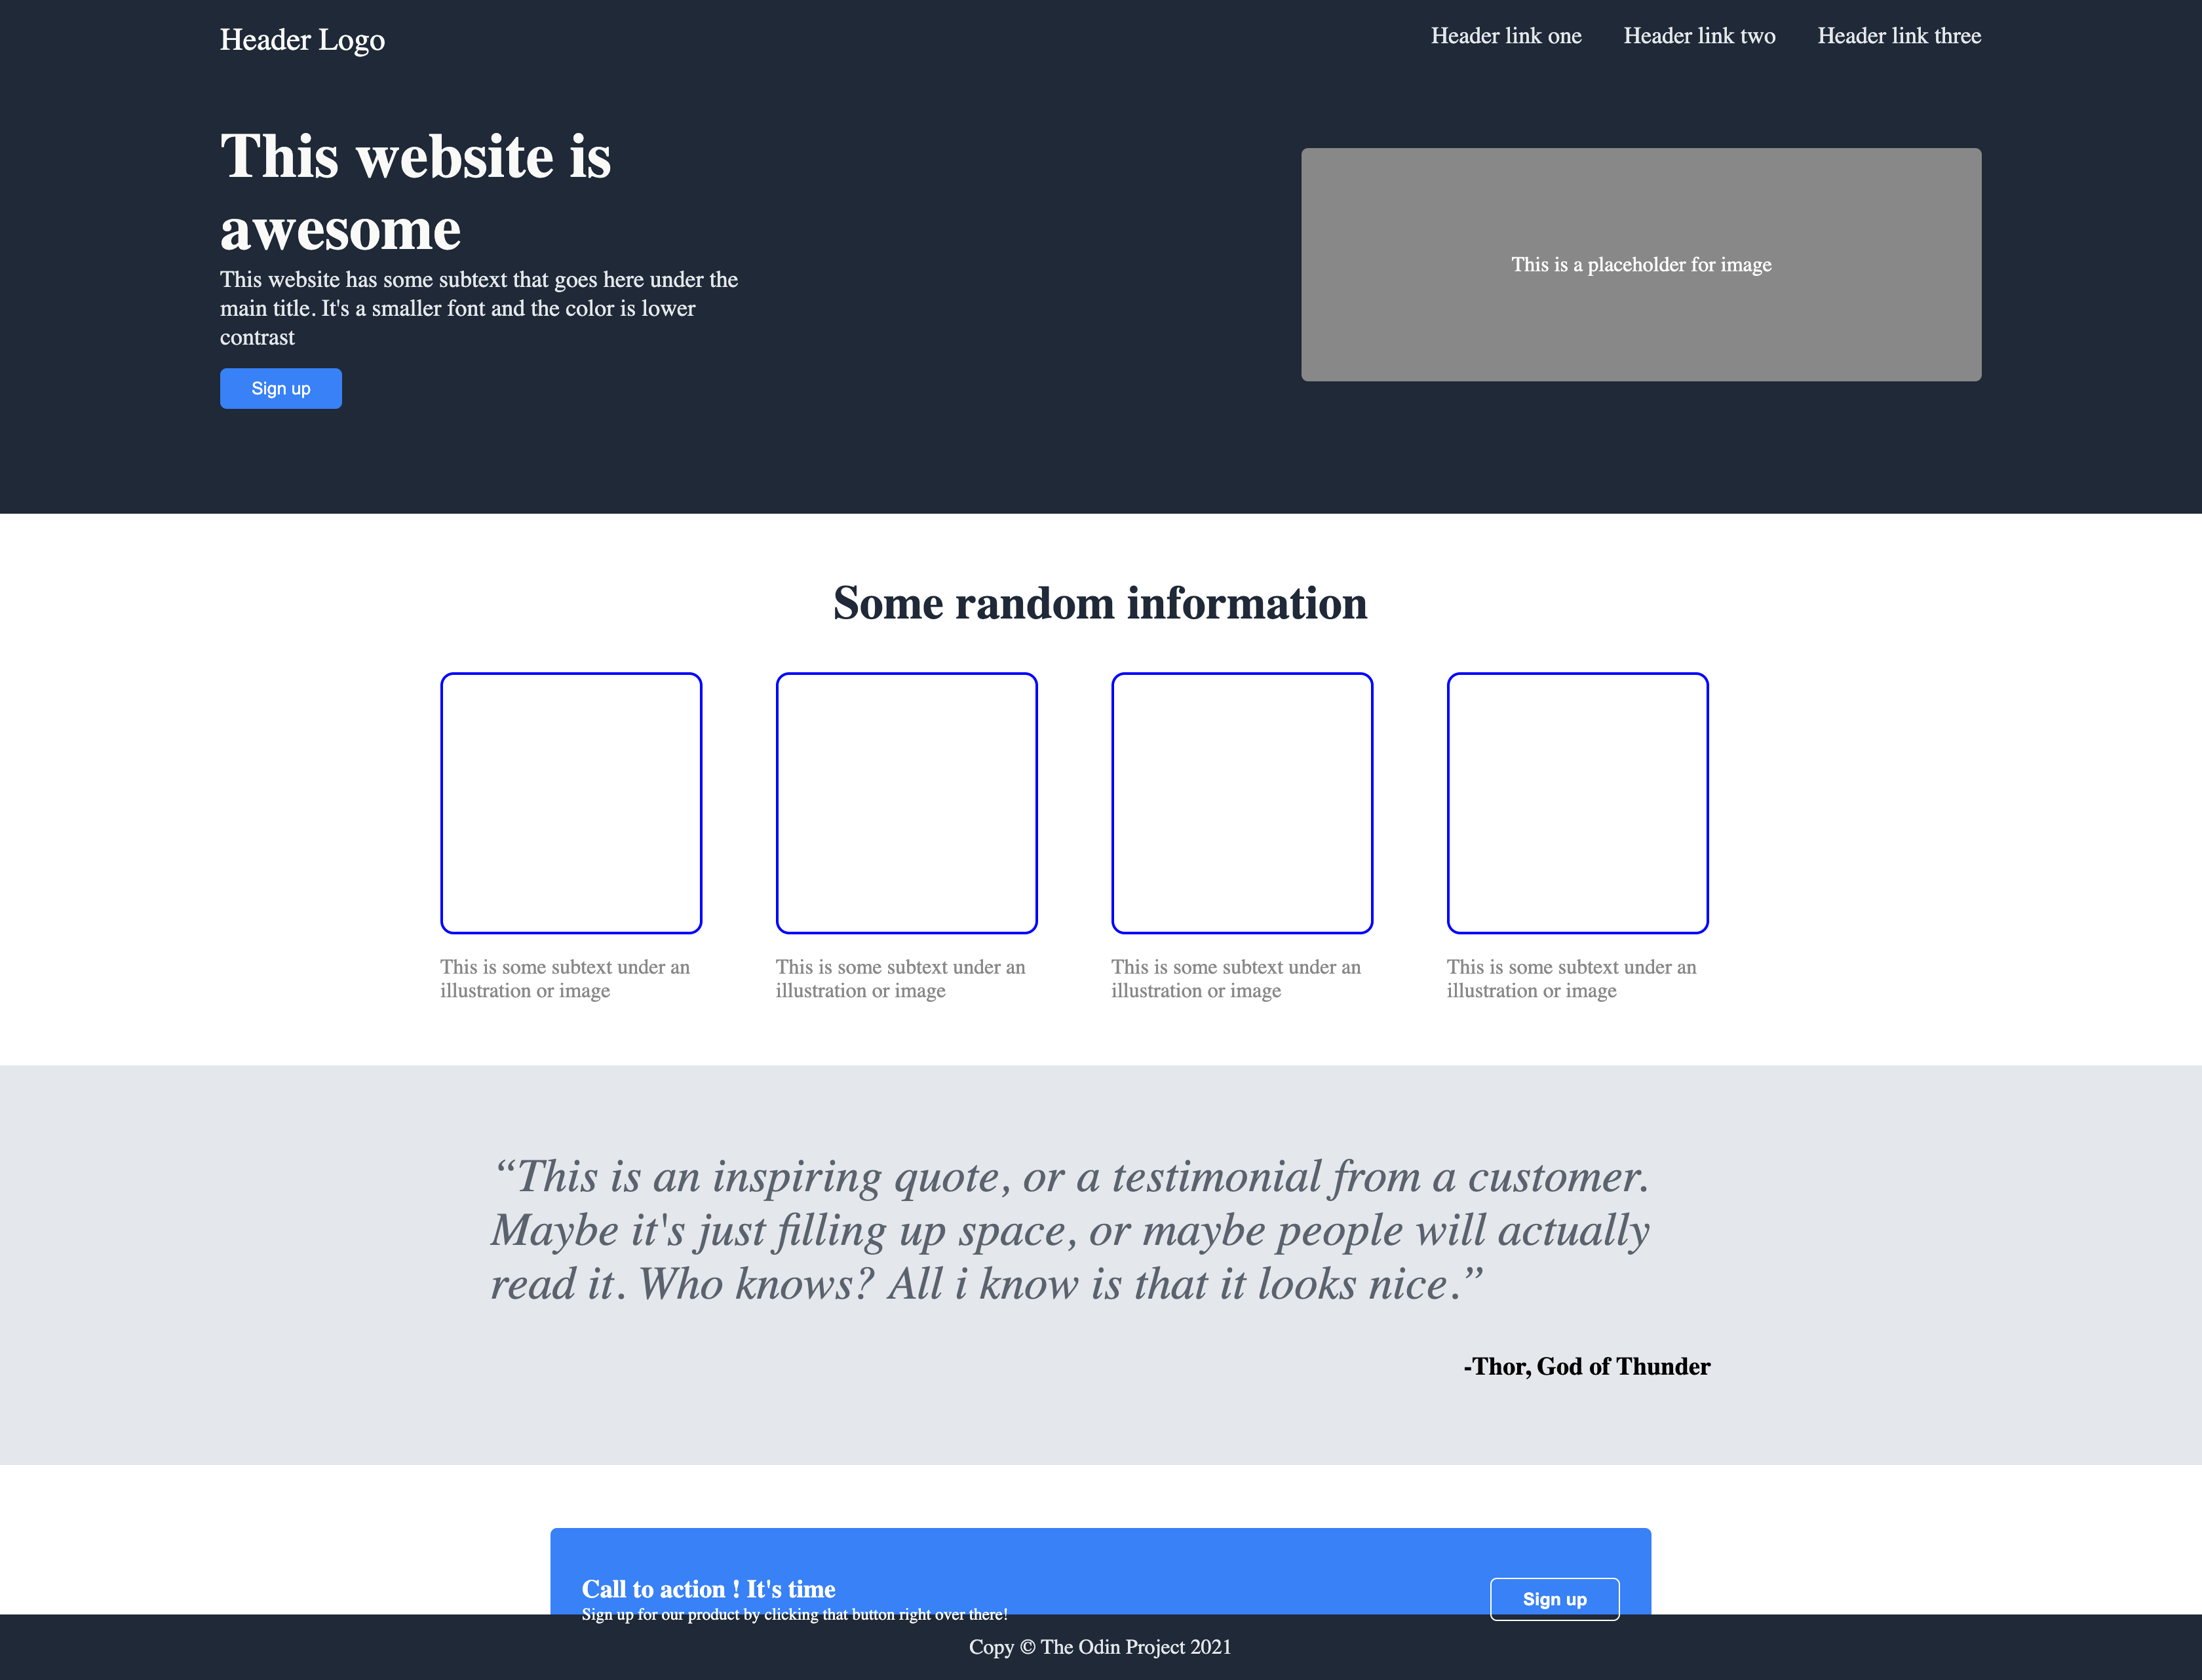 Header Logo
Header link one
Header link two
Header link three
This website is
awesome
This website has some subtext that goes here under the
main title. It's a smaller font and the color is lower
contrast
Sign up
This is a placeholder for image
Some random information
This is some subtext under an
illustration or image
This is some subtext under an
illustration or image
This is some subtext under an
illustration or image
This is some subtext under an
illustration or image
“This is an inspiring quote, or a testimonial from a customer.
Maybe it's just filling up space, or maybe people will actually
read it. Who knows? All i know is that it looks nice.”
-Thor, God of Thunder
Call to action ! It's time
Sign up for our product by clicking that button right over there!
Sign up
Copy © The Odin Project 2021